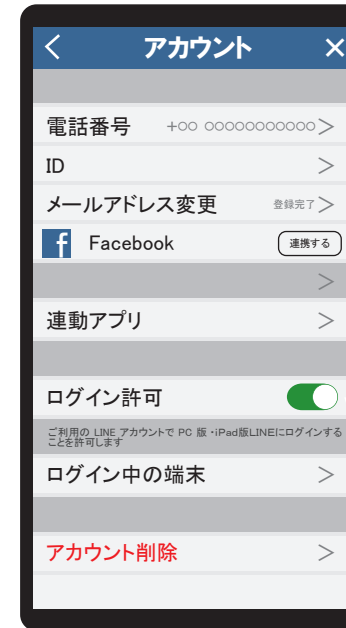 アカウント
電話番号 +○○ ○○○○○○○○○○○
ID
メールアドレス変更 登録完了
f Facebook 連携する
連動アプリ
ログイン許可
ご利用の LINE アカウントで PC 版・iPad版LINEにログインする
ことを許可します
ログイン中の端末
アカウント削除